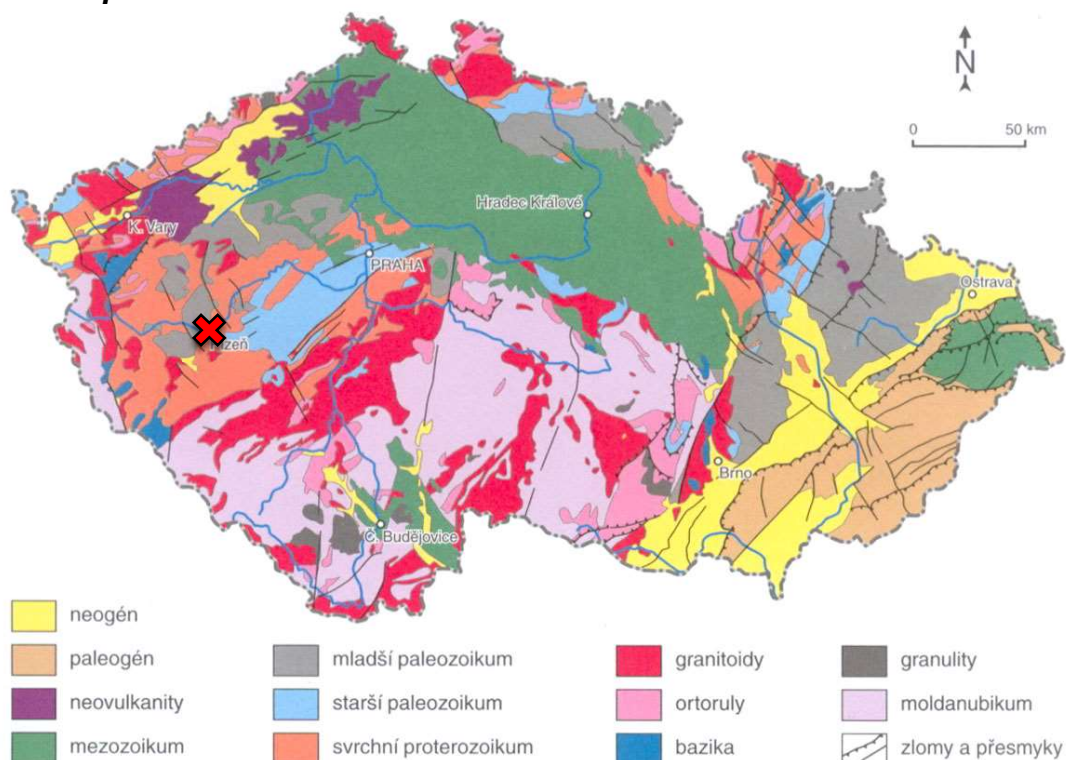 N
0 50 km
Hradec Králové
K. Vary
PRAHA
Ostrava
Brno
Č. Budějovice
neogén
paleogén
neovulkanity
mezozoikum
mladší paleozoikum
starší paleozoikum
svrchní proterozoikum
granitoidy
ortoruly
bazika
granulity
moldanubikum
zlomy a přesmyky